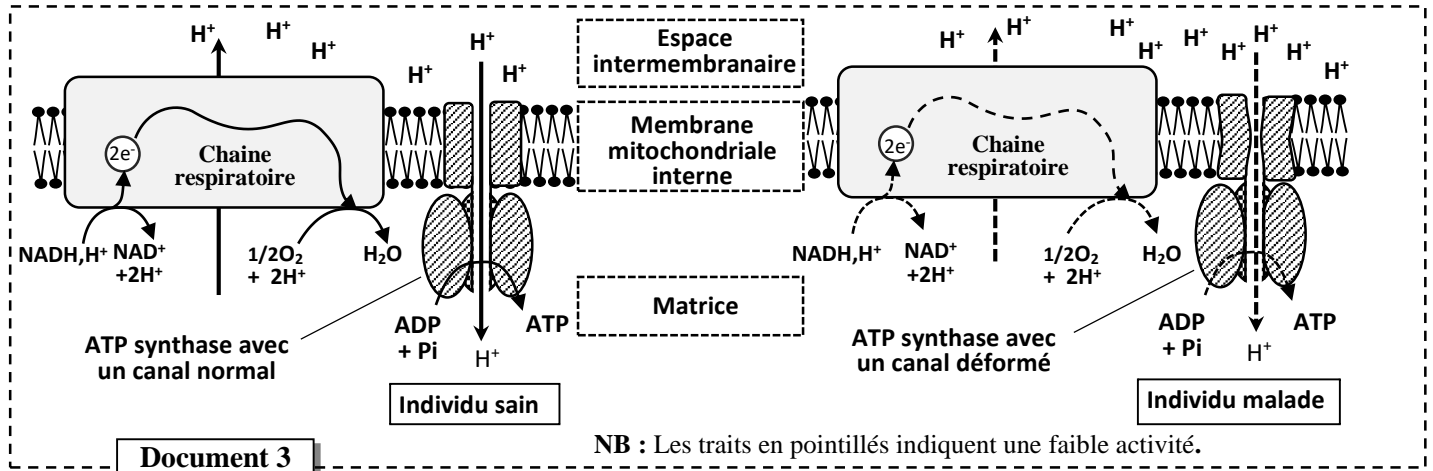 H⁺ H⁺ H⁺ H⁺ H⁺ H⁺
2e⁻
Chaine
respiratoire
NADH,H⁺ NAD⁺
+2H⁺
1/2O₂
+ 2H⁺
H₂O
ADP
+ Pi
ATP
H⁺
ATP synthase avec
un canal normal
Individu sain
Espace
intermembranaire
Membrane
mitochondriale
interne
Matrice
H⁺ H⁺ H⁺ H⁺ H⁺ H⁺ H⁺ H⁺ H⁺
2e⁻
Chaine
respiratoire
NADH,H⁺ NAD⁺
+2H⁺
1/2O₂
+ 2H⁺
H₂O
ADP
+ Pi
ATP
H⁺
ATP synthase avec
un canal déformé
Individu malade
NB : Les traits en pointillés indiquent une faible activité.
Document 3